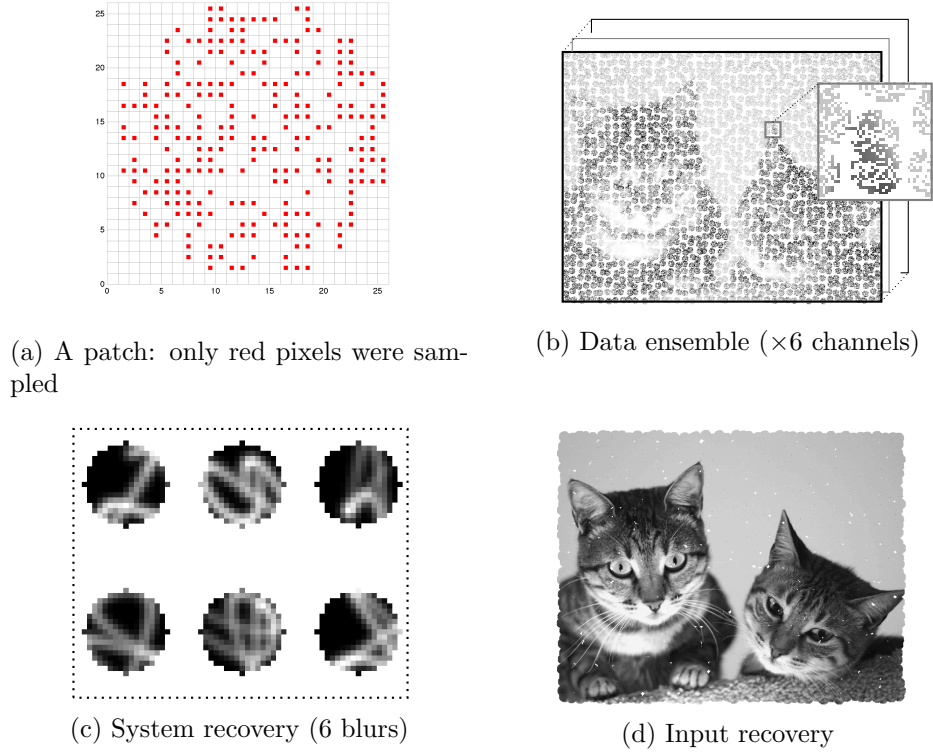 25
20
15
10
5
0
0 5 10 15 20 25
(a) A patch: only red pixels were sam-
pled
(b) Data ensemble (×6 channels)
(c) System recovery (6 blurs)
(d) Input recovery